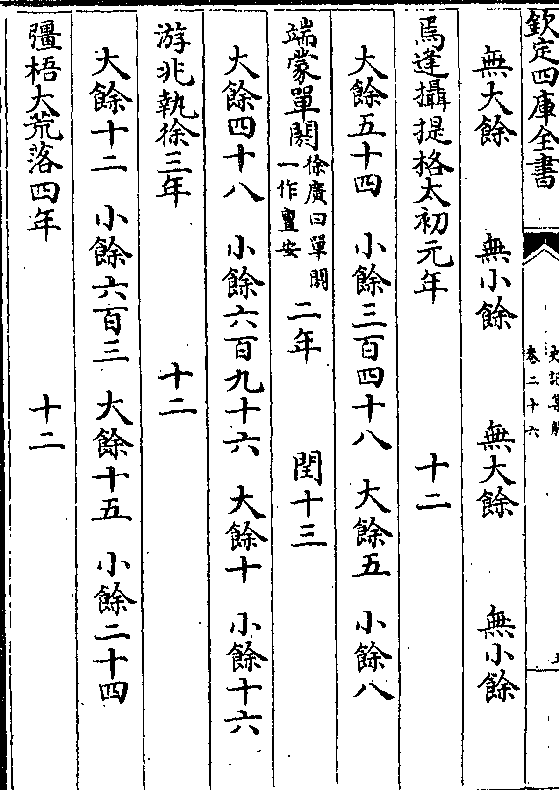 欽定四庫全書
史記集解
卷二十六
無大餘 無小餘 無大餘 無小餘
焉逢攝提格太初元年 十二
大餘五十四 小餘三百四十八 大餘五 小餘八
端蒙單閼徐廣曰單閼一作亶安二年 閏十三
大餘四十八 小餘六百九十六 大餘十 小餘十六
游兆執徐三年 十二
大餘十二 小餘六百三 大餘十五 小餘二十四
彊梧大荒落四年 十二